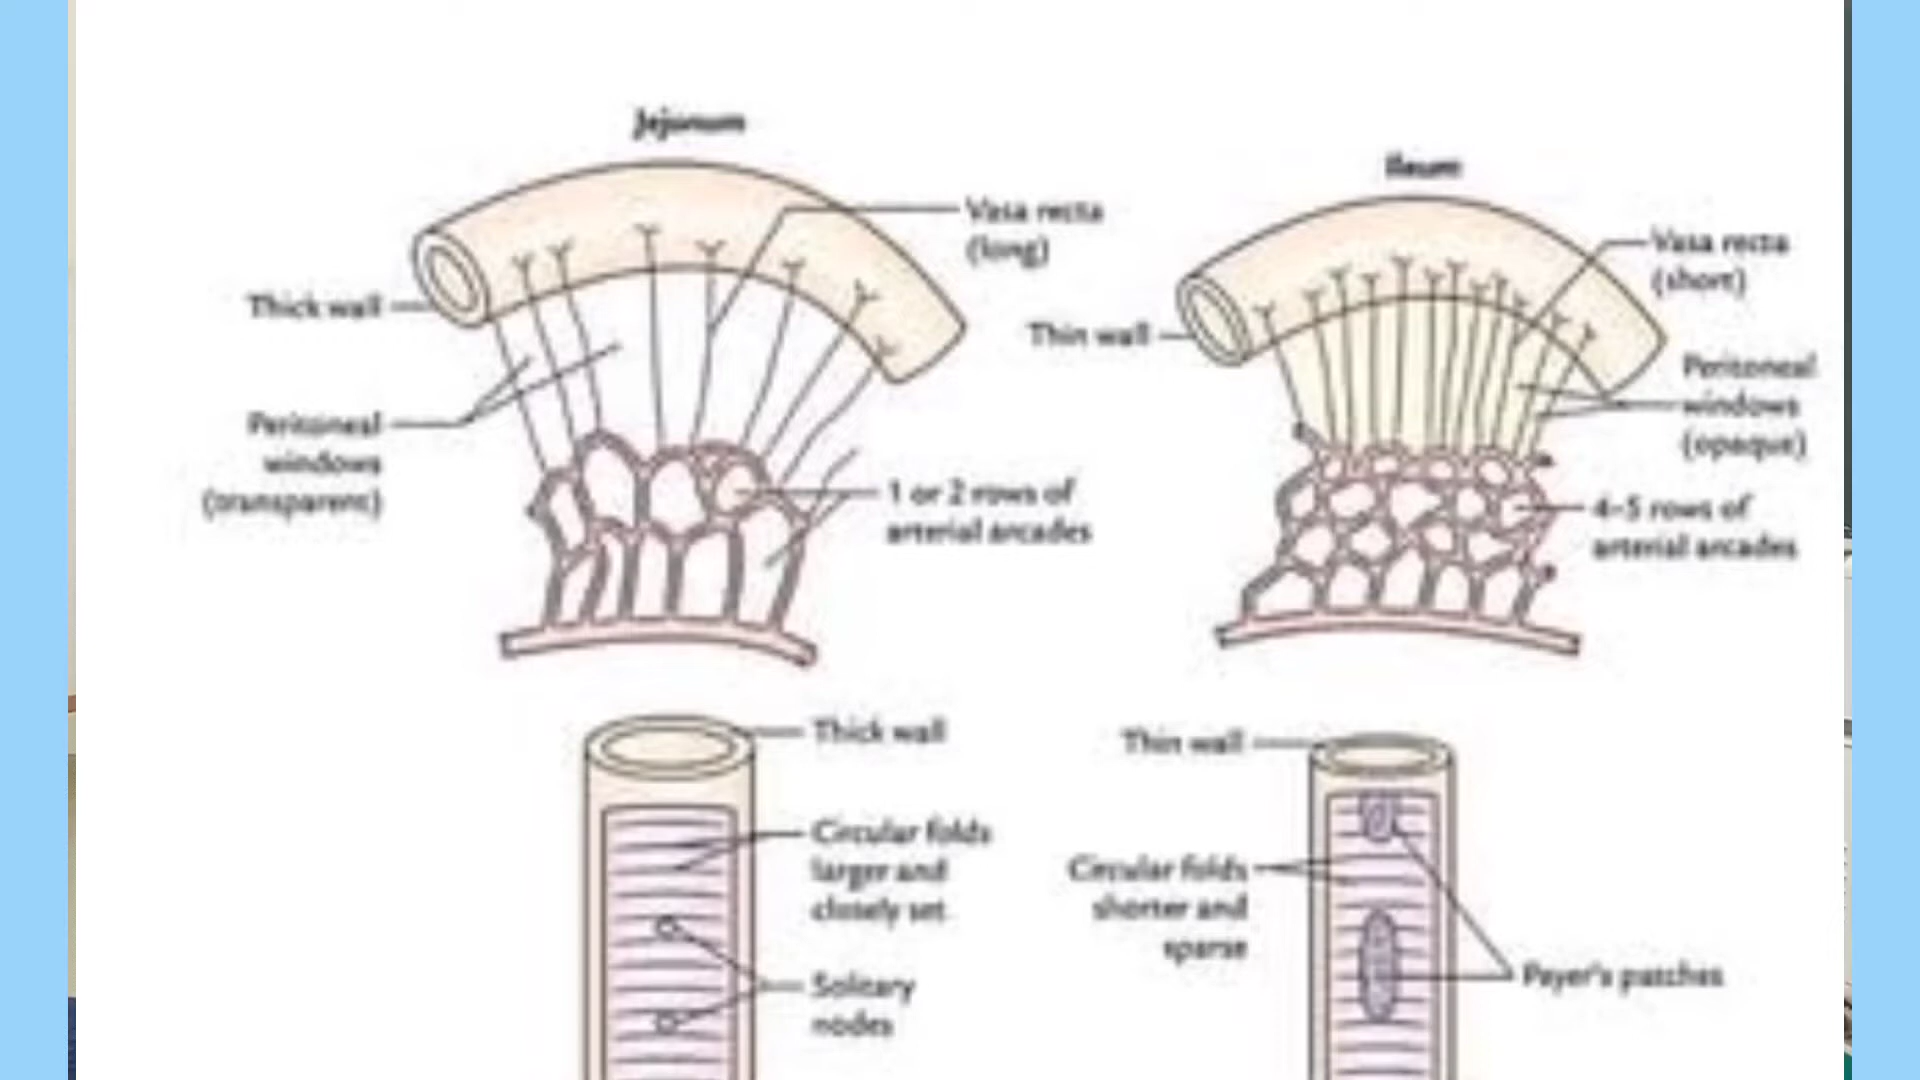 Jejunum
Ileum
Vasa recta
(long)
Thick wall
Peritoneal
windows
(transparent)
1 or 2 rows of
arterial arcades
Vasa recta
(short)
Thin wall
Peritoneal
windows
(opaque)
4-5 rows of
arterial arcades
Thick wall
Circular folds
larger and
closely set
Solitary
nodes
Thin wall
Circular folds
shorter and
sparse
Payer's patches